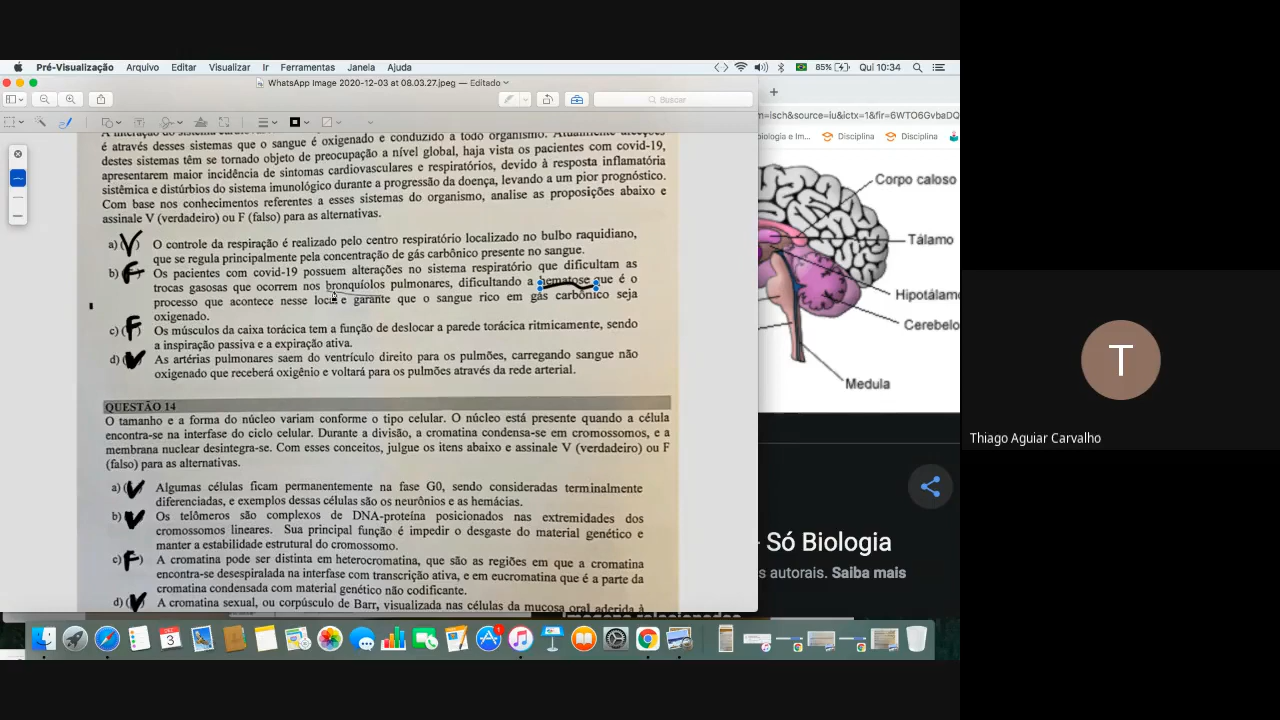 Pré-Visualização Arquivo Editar Visualizar Ir Ferramentas Janela Ajuda 85% Qui 10:34
WhatsApp Image 2020-12-03 at 08.03.27.jpeg — Editado
Buscar
é através desses sistemas que o sangue é oxigenado e conduzido a todo organismo. Atualmente afecções
destes sistemas têm se tornado objeto de preocupação a nível global, haja vista os pacientes com covid-19,
apresentarem maior incidência de sintomas cardiovasculares e respiratórios, devido à resposta inflamatória
sistêmica e distúrbios do sistema imunológico durante a progressão da doença, levando a um pior prognóstico.
Com base nos conhecimentos referentes a esses sistemas do organismo, analise as proposições abaixo e
assinale V (verdadeiro) ou F (falso) para as alternativas.
a) (V) O controle da respiração é realizado pelo centro respiratório localizado no bulbo raquidiano,
que se regula principalmente pela concentração de gás carbônico presente no sangue.
b) (F) Os pacientes com covid-19 possuem alterações no sistema respiratório que dificultam as
trocas gasosas que ocorrem nos bronquíolos pulmonares, dificultando a hematose que é o
processo que acontece nesse local e garante que o sangue rico em gás carbônico seja
oxigenado.
c) (F) Os músculos da caixa torácica tem a função de deslocar a parede torácica ritmicamente, sendo
a inspiração passiva e a expiração ativa.
d) (V) As artérias pulmonares saem do ventrículo direito para os pulmões, carregando sangue não
oxigenado que receberá oxigênio e voltará para os pulmões através da rede arterial.
QUESTÃO 14
O tamanho e a forma do núcleo variam conforme o tipo celular. O núcleo está presente quando a célula
encontra-se na interfase do ciclo celular. Durante a divisão, a cromatina condensa-se em cromossomos, e a
membrana nuclear desintegra-se. Com esses conceitos, julgue os itens abaixo e assinale V (verdadeiro) ou F
(falso) para as alternativas.
a) (V) Algumas células ficam permanentemente na fase G0, sendo consideradas terminalmente
diferenciadas, e exemplos dessas células são os neurônios e as hemácias.
b) (V) Os telômeros são complexos de DNA-proteína posicionados nas extremidades dos
cromossomos lineares. Sua principal função é impedir o desgaste do material genético e
manter a estabilidade estrutural do cromossomo.
c) (F) A cromatina pode ser distinta em heterocromatina, que são as regiões em que a cromatina
encontra-se desespiralada na interfase com transcrição ativa, e em eucromatina que é a parte da
cromatina condensada com material genético não codificante.
d) (V) A cromatina sexual, ou corpúsculo de Barr, visualizada nas células da mucosa oral aderida à
m=isch&source=iu&ictx=1&fir=6WTO6GvbaDQ
biologia e Im... Disciplina Disciplina
Corpo caloso
Tálamo
Hipotálamo
Cerebelo
Medula
Só Biologia
s autorais. Saiba mais
Imagens relacionadas
3
T
Thiago Aguiar Carvalho